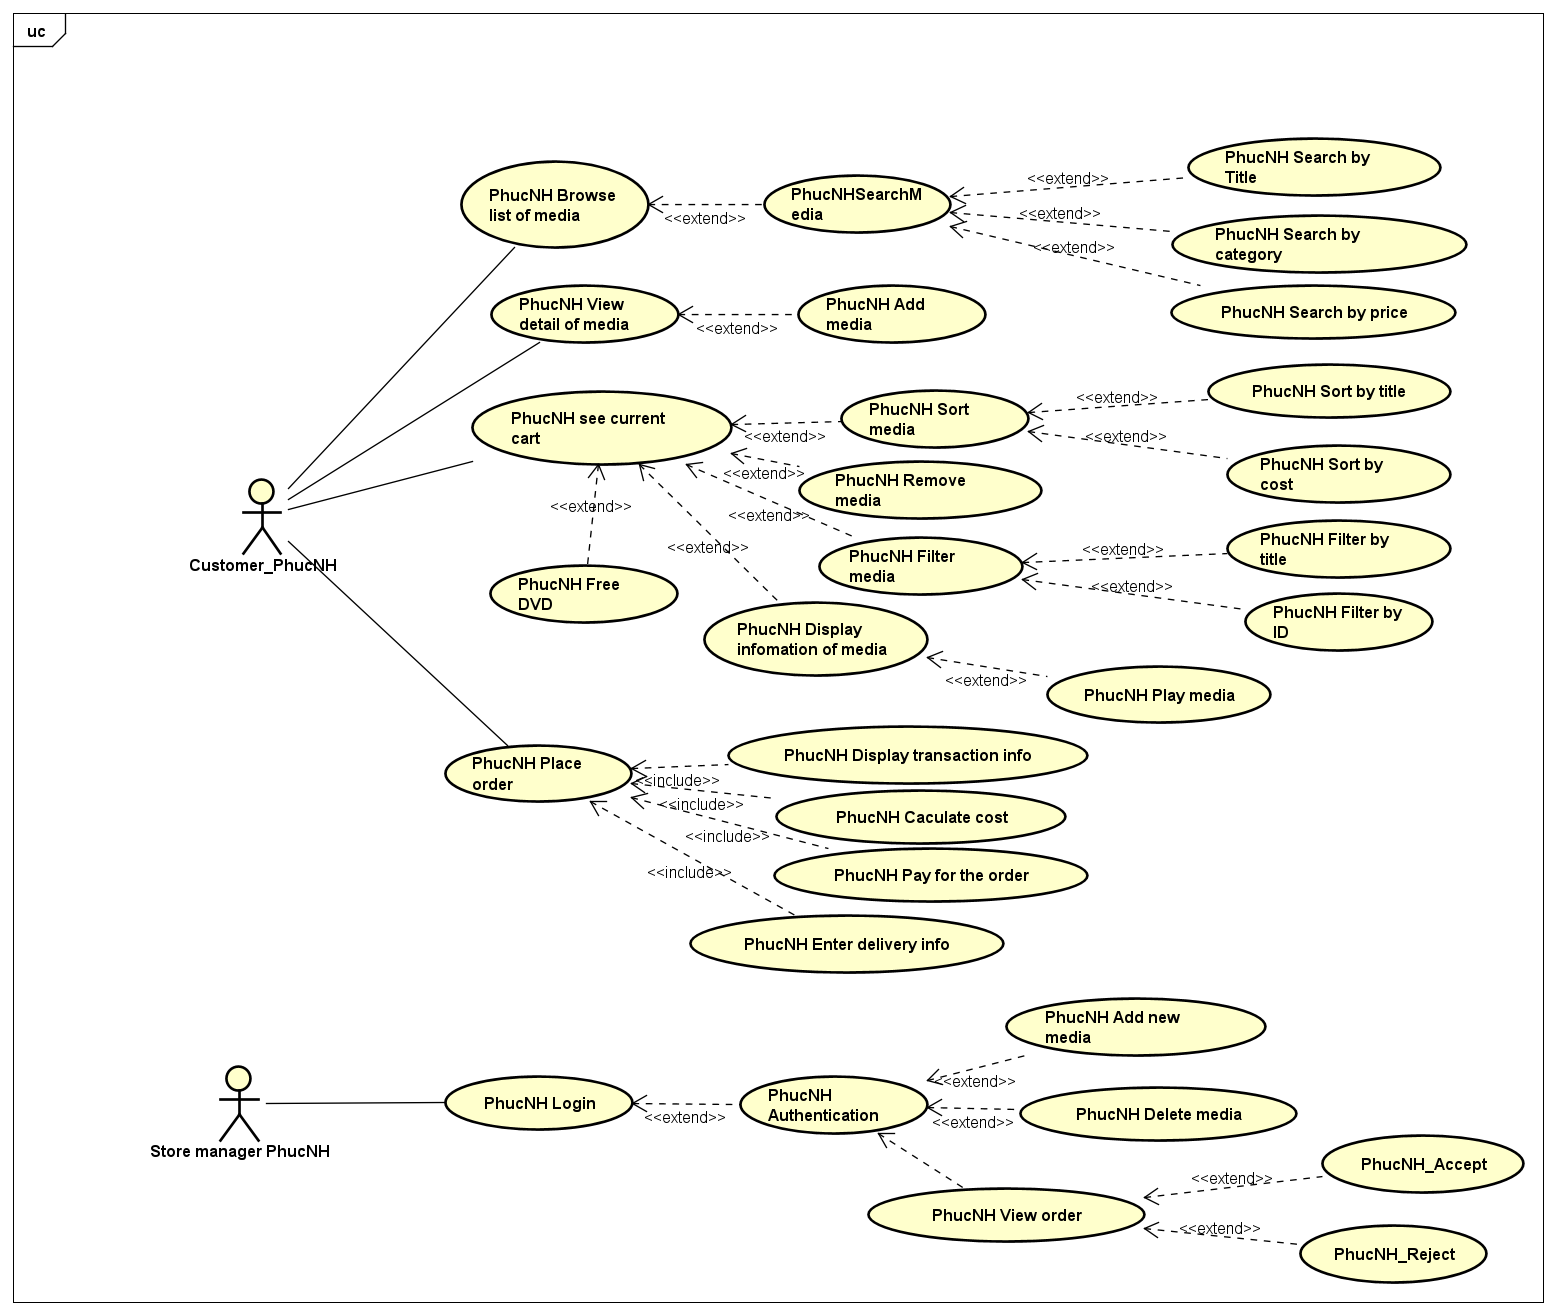 uc
PhucNH Search by
Title
<<extend>>
PhucNH Browse
list of media
<<extend>>
PhucNHSearchM
edia
<<extend>>
PhucNH Search by
category
<<extend>>
PhucNH Search by price
PhucNH View
detail of media
<<extend>>
PhucNH Add
media
PhucNH see current
cart
<<extend>>
PhucNH Sort
media
<<extend>>
PhucNH Sort by title
<<extend>>
PhucNH Sort by
cost
<<extend>>
PhucNH Remove
media
<<extend>>
<<extend>>
PhucNH Filter
media
<<extend>>
PhucNH Filter by
title
<<extend>>
PhucNH Filter by
ID
<<extend>>
Customer_PhucNH
PhucNH Free
DVD
PhucNH Display
infomation of media
<<extend>>
PhucNH Play media
PhucNH Place
order
PhucNH Display transaction info
<<include>>
<<include>>
PhucNH Caculate cost
<<include>>
PhucNH Pay for the order
<<include>>
PhucNH Enter delivery info
PhucNH Add new
media
<<extend>>
PhucNH Login
<<extend>>
PhucNH
Authentication
<<extend>>
PhucNH Delete media
Store manager PhucNH
PhucNH_Accept
<<extend>>
PhucNH View order
<<extend>>
PhucNH_Reject